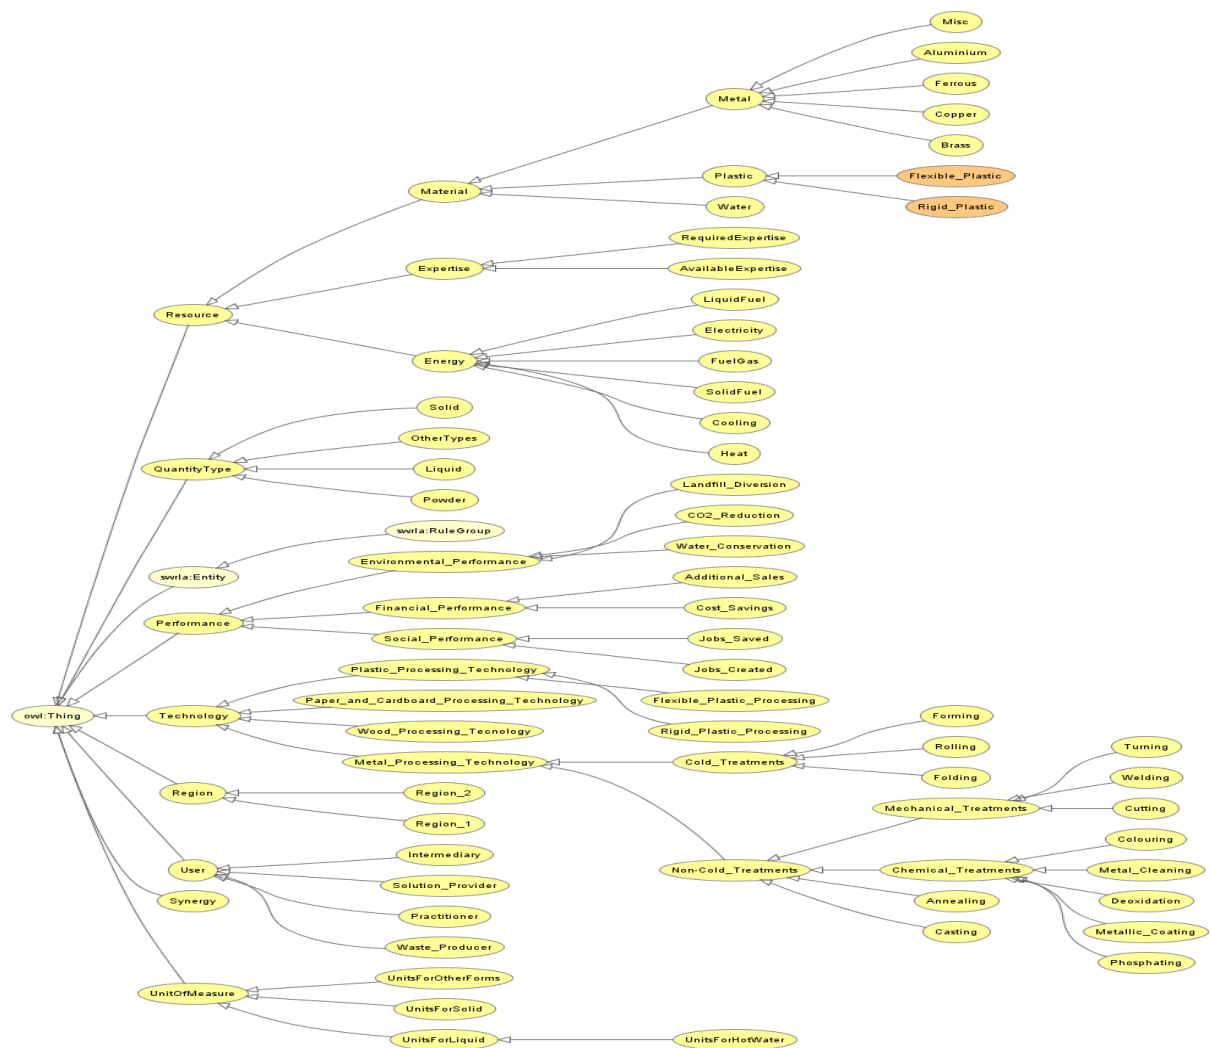 Misc
Aluminium
Metal
Ferrous
Copper
Brass
Material
Plastic
Flexible_Plastic
Water
Rigid_Plastic
RequiredExpertise
Expertise
AvailableExpertise
Resource
LiquidFuel
Electricity
Energy
FuelGas
SolidFuel
Solid
Cooling
OtherTypes
Heat
QuantityType
Liquid
Landfill_Diversion
Powder
CO2_Reduction
swrla:RuleGroup
Water_Conservation
Environmental_Performance
swrla:Entity
Additional_Sales
Financial_Performance
Cost_Savings
Performance
Social_Performance
Jobs_Saved
Plastic_Processing_Technology
Jobs_Created
Paper_and_Cardboard_Processing_Technology
Flexible_Plastic_Processing
owl:Thing
Technology
Forming
Wood_Processing_Tecnology
Rigid_Plastic_Processing
Rolling
Turning
Metal_Processing_Technology
Cold_Treatments
Folding
Welding
Region
Region_2
Mechanical_Treatments
Cutting
Region_1
Colouring
Intermediary
User
Non-Cold_Treatments
Chemical_Treatments
Metal_Cleaning
Solution_Provider
Synergy
Annealing
Deoxidation
Practitioner
Casting
Metallic_Coating
Waste_Producer
Phosphating
UnitsForOtherForms
UnitOfMeasure
UnitsForSolid
UnitsForLiquid
UnitsForHotWater